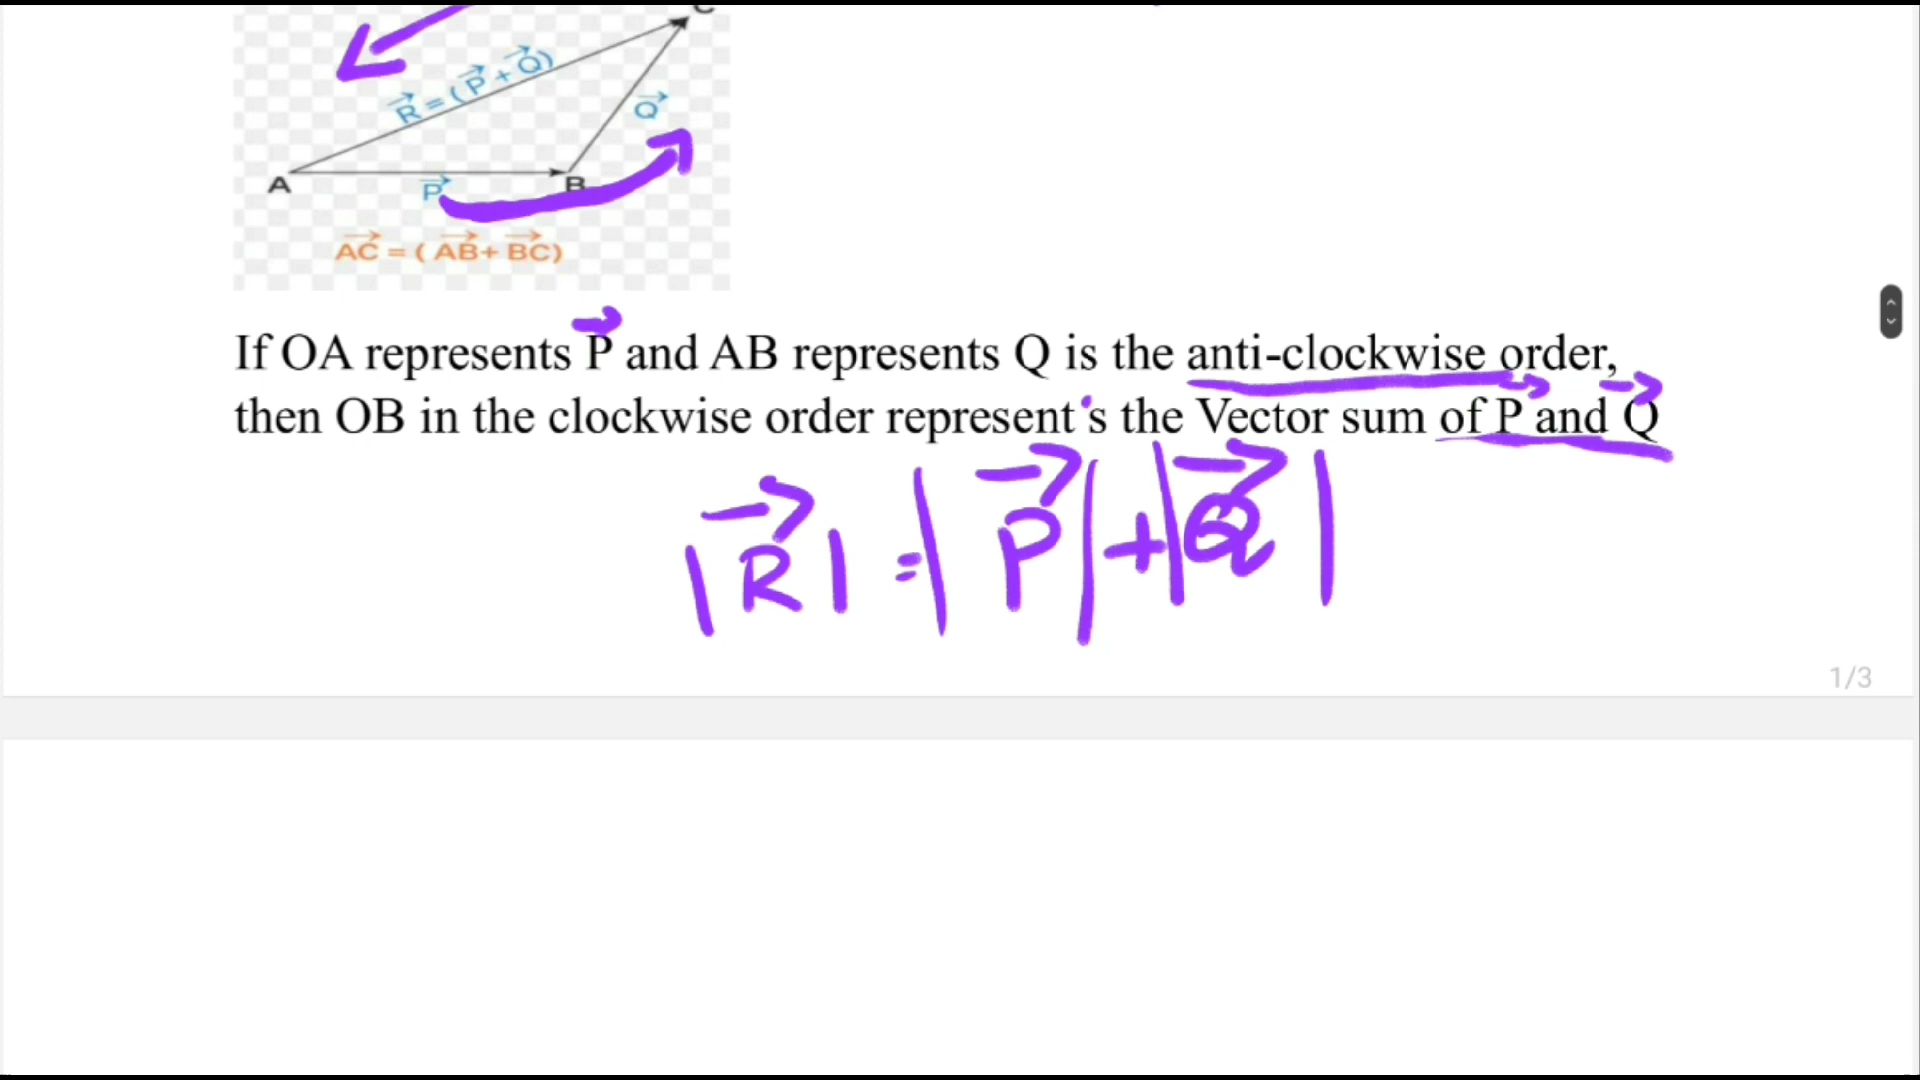 C
R⃗ = (P⃗ + Q⃗)
Q⃗
A
P⃗
B
AC⃗ = ( AB⃗ + BC⃗)
If OA represents P⃗ and AB represents Q is the anti-clockwise order,
then OB in the clockwise order represent's the Vector sum of P⃗ and Q⃗
|R⃗| = |P⃗| + |Q⃗|
1/3